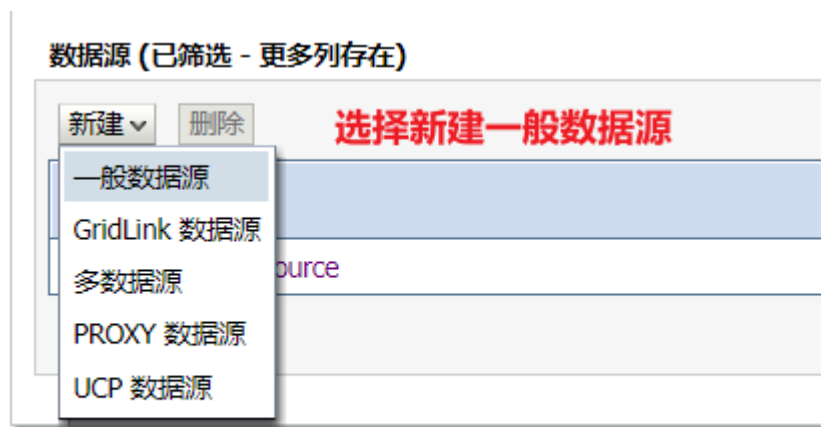 数据源 (已筛选 - 更多列存在)
新建 删除 选择新建一般数据源
一般数据源
GridLink 数据源
多数据源
PROXY 数据源
UCP 数据源